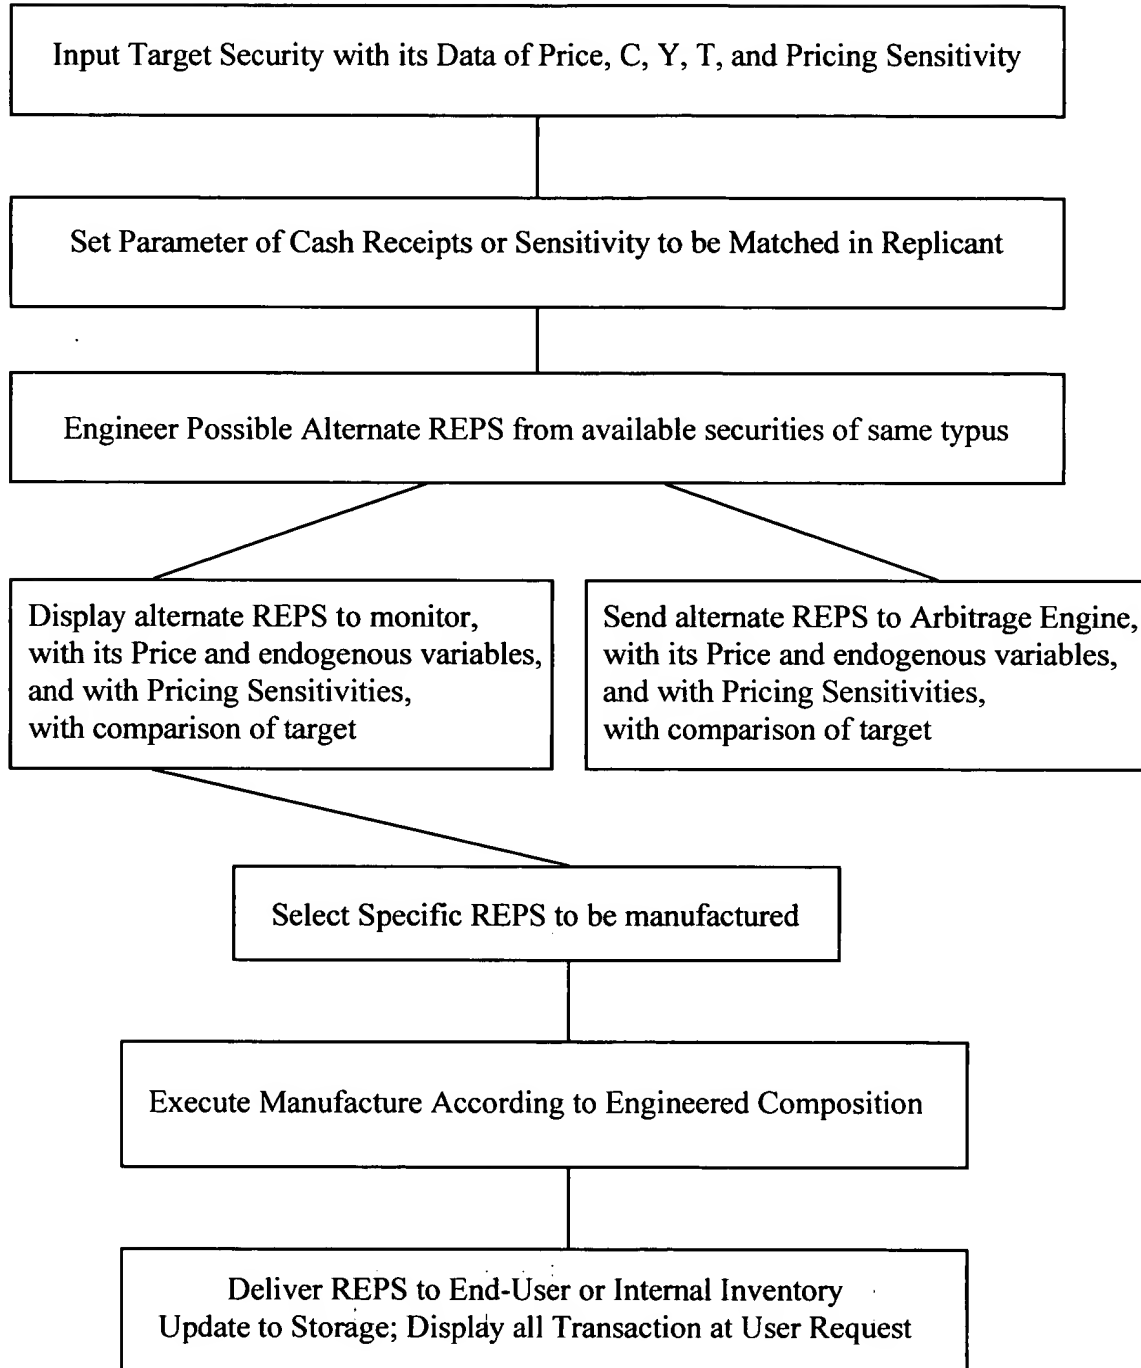 Input Target Security with its Data of Price, C, Y, T, and Pricing Sensitivity
Set Parameter of Cash Receipts or Sensitivity to be Matched in Replicant
Engineer Possible Alternate REPS from available securities of same typus
Display alternate REPS to monitor,
with its Price and endogenous variables,
and with Pricing Sensitivities,
with comparison of target
Send alternate REPS to Arbitrage Engine,
with its Price and endogenous variables,
and with Pricing Sensitivities,
with comparison of target
Select Specific REPS to be manufactured
Execute Manufacture According to Engineered Composition
Deliver REPS to End-User or Internal Inventory
Update to Storage; Display all Transaction at User Request